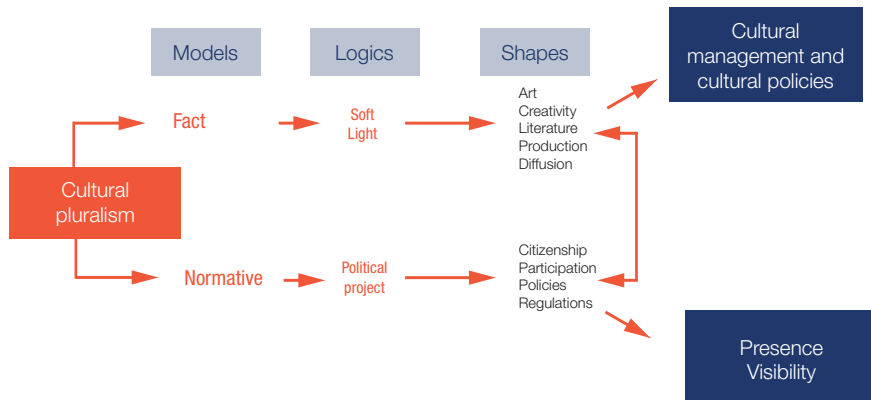 Models
Logics
Shapes
Cultural
management and
cultural policies
Cultural
pluralism
Fact
Soft
Light
Art
Creativity
Literature
Production
Diffusion
Normative
Political
project
Citizenship
Participation
Policies
Regulations
Presence
Visibility